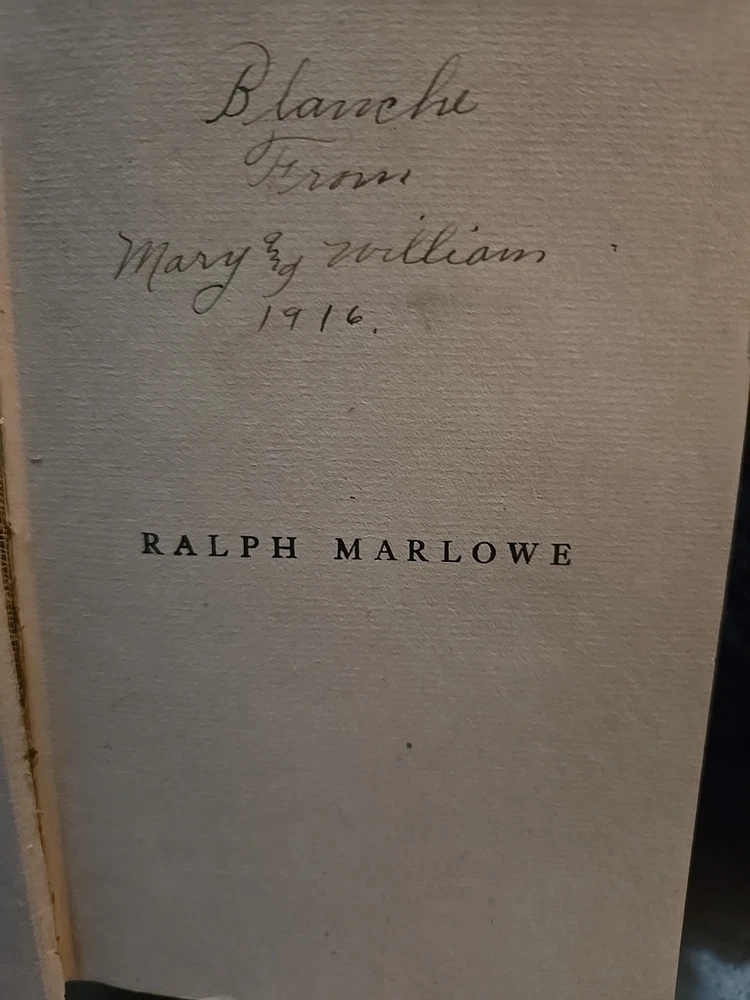 Blanche
From
Mary & William
1916.
RALPH MARLOWE